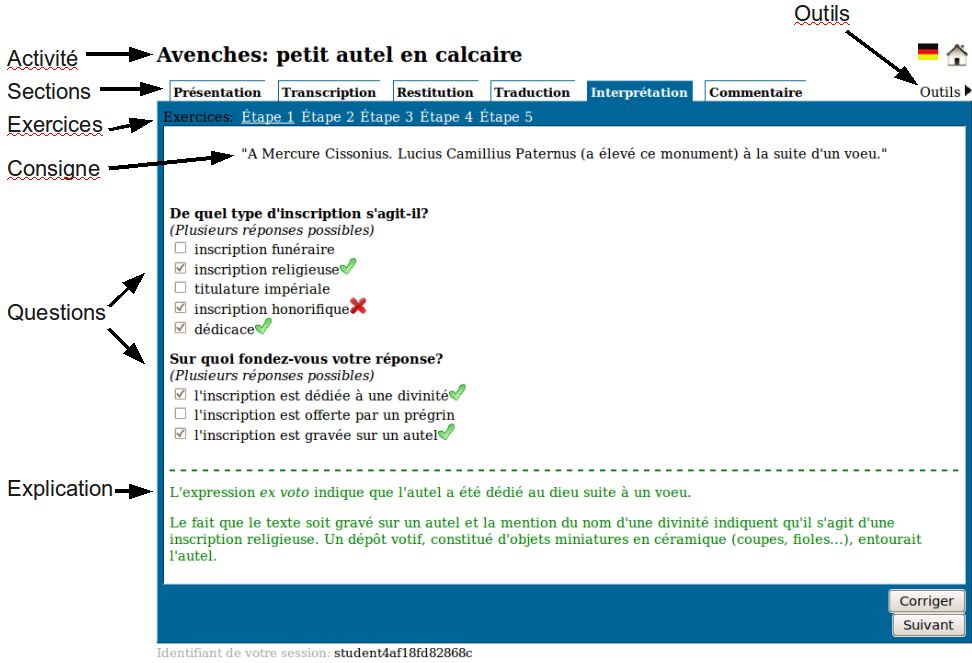 Outils
Activité
Avenches: petit autel en calcaire
Sections
Présentation Transcription Restitution Traduction Interprétation Commentaire Outils
Exercices
Exercices: Étape 1 Étape 2 Étape 3 Étape 4 Étape 5
Consigne
"A Mercure Cissonius. Lucius Camillius Paternus (a élevé ce monument) à la suite d'un voeu."
De quel type d'inscription s'agit-il?
(Plusieurs réponses possibles)
inscription funéraire
inscription religieuse
titulature impériale
inscription honorifique
dédicace
Questions
Sur quoi fondez-vous votre réponse?
(Plusieurs réponses possibles)
l'inscription est dédiée à une divinité
l'inscription est offerte par un prégrin
l'inscription est gravée sur un autel
Explication
L'expression ex voto indique que l'autel a été dédié au dieu suite à un voeu.
Le fait que le texte soit gravé sur un autel et la mention du nom d'une divinité indiquent qu'il s'agit d'une
inscription religieuse. Un dépôt votif, constitué d'objets miniatures en céramique (coupes, fioles...), entourait
l'autel.
Corriger
Suivant
Identifiant de votre session: student4af18fd82868c